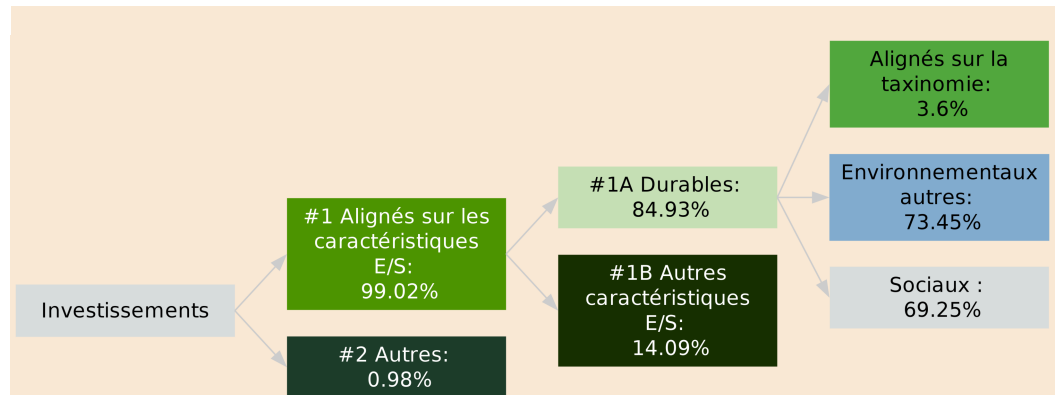 Investissements
#1 Alignés sur les
caractéristiques
E/S:
99.02%
#2 Autres:
0.98%
#1A Durables:
84.93%
#1B Autres
caractéristiques
E/S:
14.09%
Alignés sur la
taxinomie:
3.6%
Environnementaux
autres:
73.45%
Sociaux :
69.25%